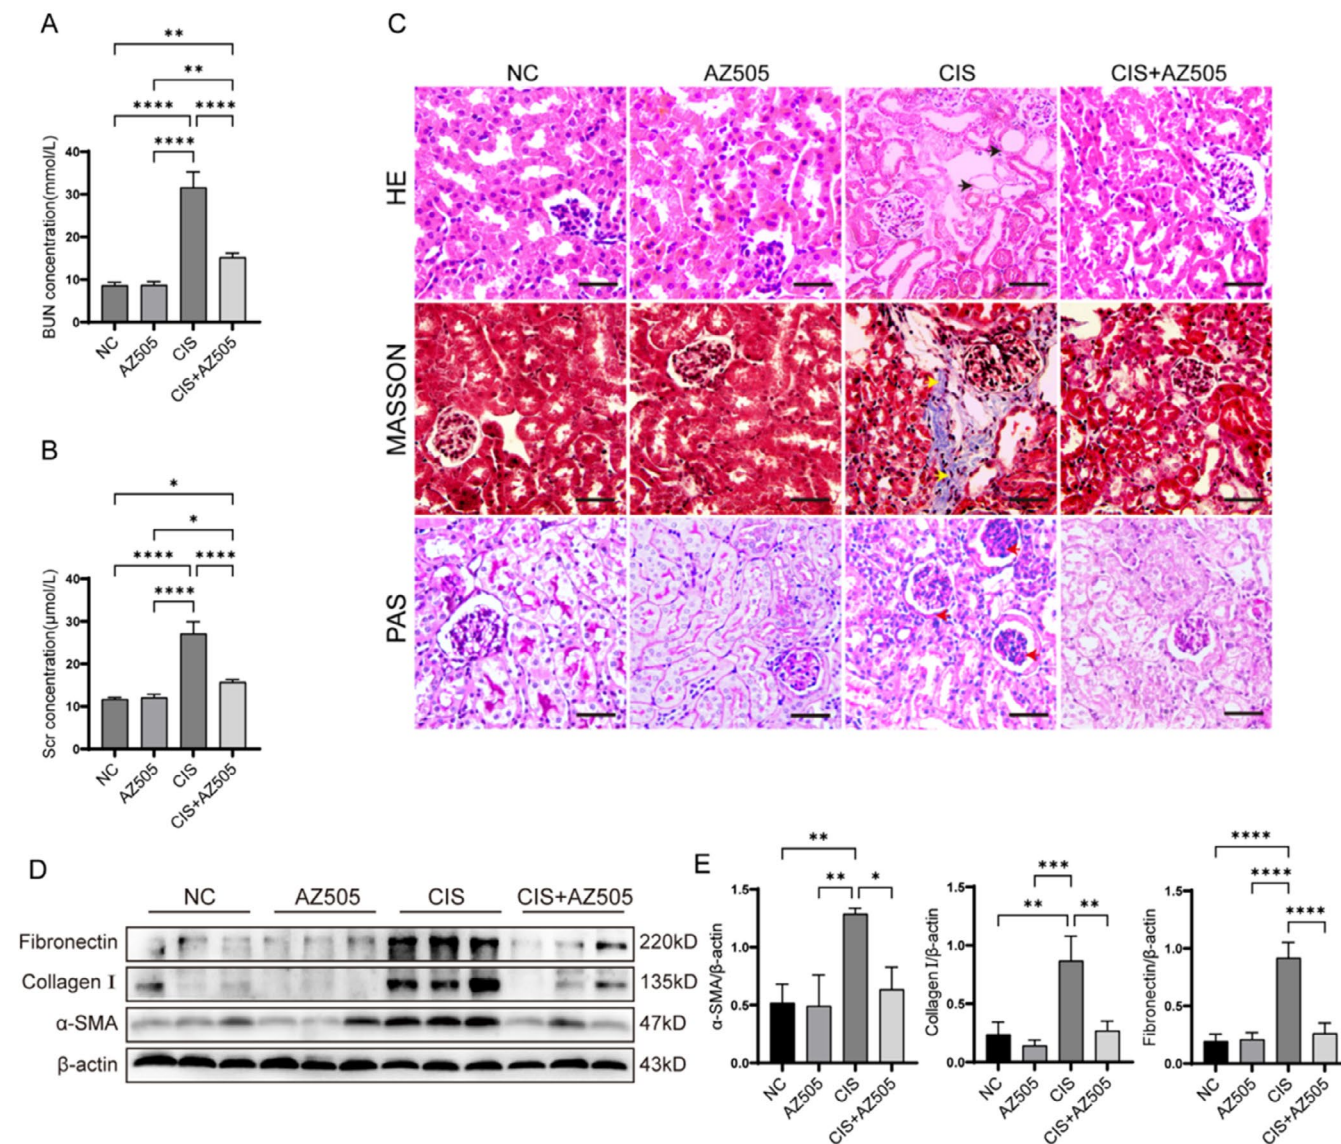 A
**
**
**** ****
****
BUN concentration(mmol/L)
40
30
20
10
0
NC
AZ505
CIS
CIS+AZ505
B
*
*
**** ****
****
Scr concentration(μmol/L)
40
30
20
10
0
NC
AZ505
CIS
CIS+AZ505
C
NC AZ505 CIS CIS+AZ505
HE
MASSON
PAS
D
NC AZ505 CIS CIS+AZ505
Fibronectin 220kD
Collagen I 135kD
α-SMA 47kD
β-actin 43kD
E
**
** *
α-SMA/β-actin
1.5
1.0
0.5
0.0
NC
AZ505
CIS
CIS+AZ505
***
** **
Collagen I/β-actin
1.5
1.0
0.5
0.0
NC
AZ505
CIS
CIS+AZ505
****
****
****
Fibronectin/β-actin
1.5
1.0
0.5
0.0
NC
AZ505
CIS
CIS+AZ505